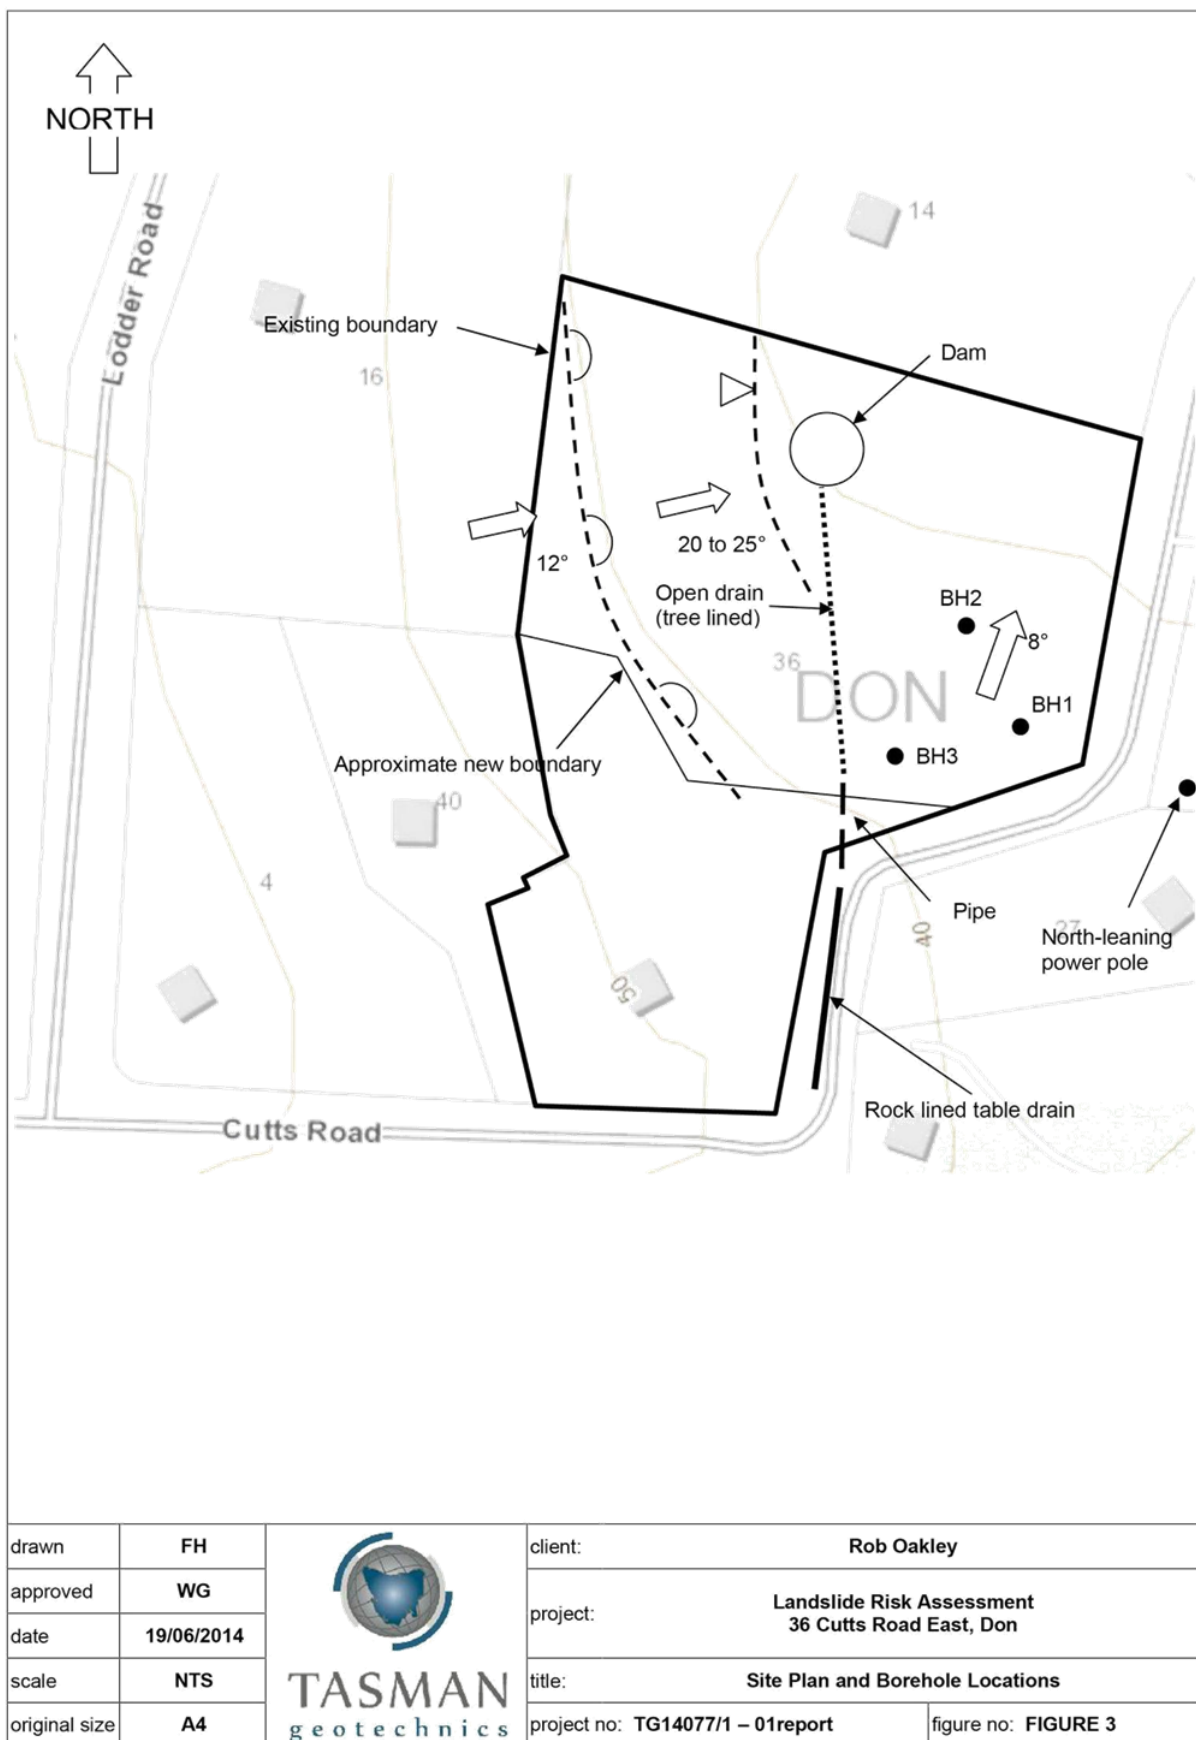 NORTH
Lodder Road
14
Existing boundary
16
Dam
12°
20 to 25°
Open drain
(tree lined)
BH2
8°
36
DON
BH1
BH3
Approximate new boundary
40
4
Pipe
40
27
North-leaning
power pole
50
Rock lined table drain
Cutts Road
drawn FH
approved WG
date 19/06/2014
scale NTS
original size A4
TASMAN
geotechnics
client: Rob Oakley
project: Landslide Risk Assessment
36 Cutts Road East, Don
title: Site Plan and Borehole Locations
project no: TG14077/1 – 01report
figure no: FIGURE 3